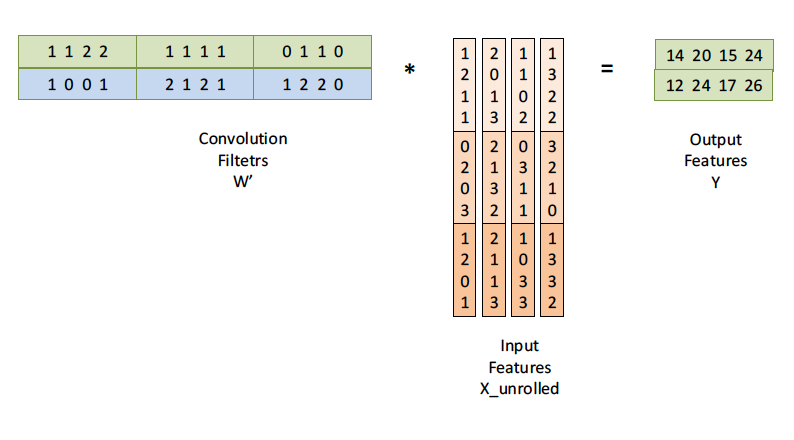 1 1 2 2 1 1 1 1 0 1 1 0
1 0 0 1 2 1 2 1 1 2 2 0
*
1 2 1 1
2 0 1 3
1 1 0 2
1 3 2 2
0 2 0 3
2 1 3 2
0 3 1 1
3 2 1 0
1 2 0 1
2 1 1 3
1 0 3 3
1 3 3 2
=
14 20 15 24
12 24 17 26
Convolution
Filtetrs
W’
Input
Features
X_unrolled
Output
Features
Y